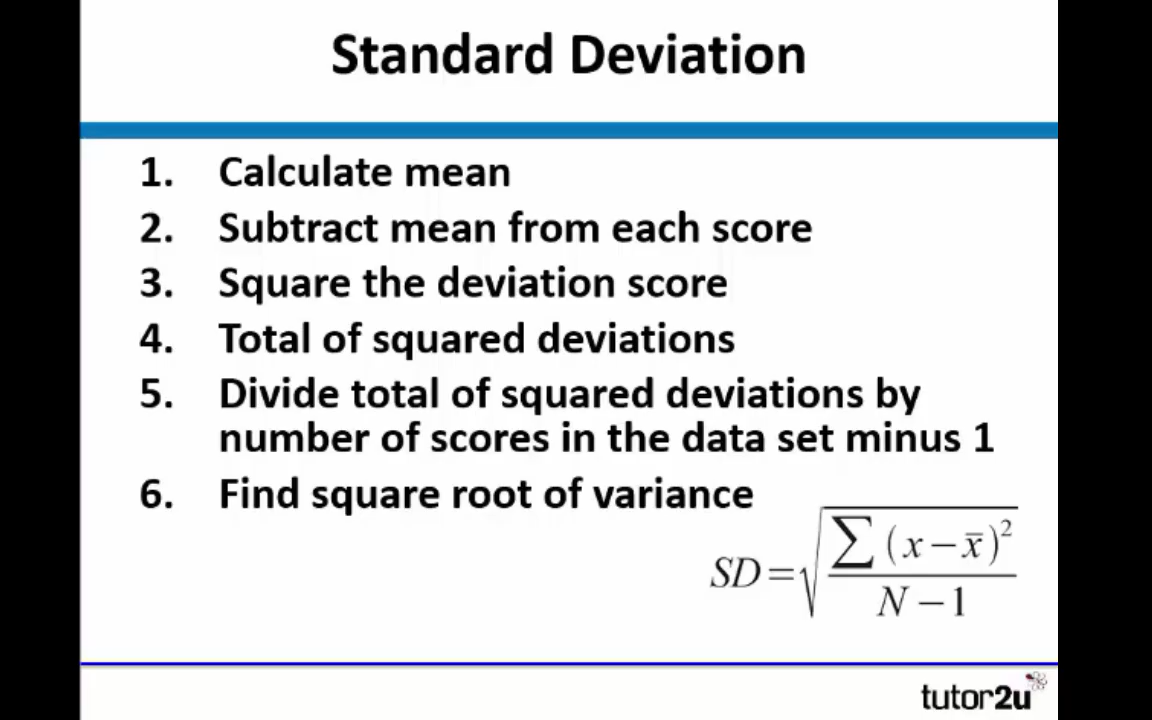 Standard Deviation
1. Calculate mean
2. Subtract mean from each score
3. Square the deviation score
4. Total of squared deviations
5. Divide total of squared deviations by
number of scores in the data set minus 1
6. Find square root of variance
SD=√(∑(x−x̄)²/(N−1))
tutor2u